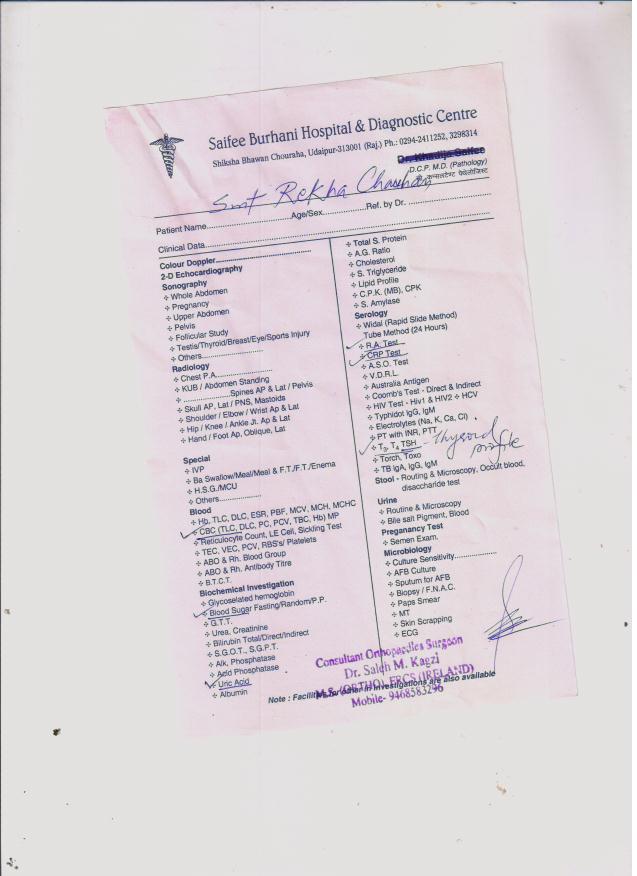 Saifee Burhani Hospital & Diagnostic Centre
Shiksha Bhawan Chouraha, Udaipur-313001 (Raj.) Ph.: 0294-2411252, 3298314
Dr. Khadija Saifee
D.C.P. M.D. (Pathology)
Smt Rekha Chauhan
Patient Name..................Age/Sex..................Ref. by Dr. ..................
Clinical Data..................
Colour Doppler..................
2-D Echocardiography
Sonography
÷ Whole Abdomen
÷ Pregnancy
÷ Upper Abdomen
÷ Pelvis
÷ Follicular Study
÷ Testis/Thyroid/Breast/Eye/Sports Injury
÷ Others..................
Radiology
÷ Chest P.A..................
÷ KUB / Abdomen Standing
÷ ..................Spines AP & Lat / Pelvis
÷ Skull AP, Lat / PNS, Mastoids
÷ Shoulder / Elbow / Wrist Ap & Lat
÷ Hip / Knee / Ankle Jt. Ap & Lat
÷ Hand / Foot Ap, Oblique, Lat
Special
÷ IVP
÷ Ba Swallow/Meal/Meal & F.T./F.T./Enema
÷ H.S.G./MCU
÷ Others..................
Blood
÷ Hb, TLC, DLC, ESR, PBF, MCV, MCH, MCHC
÷ CBC (TLC, DLC, PC, PCV, TBC, Hb) MP
÷ Reticulocyte Count, LE Cell, Sickling Test
÷ TEC, VEC, PCV, RBS's/ Platelets
÷ ABO & Rh. Blood Group
÷ ABO & Rh. Antibody Titre
÷ B.T.C.T.
Biochemical Investigation
÷ Glycoselated hemoglobin
÷ Blood Sugar Fasting/Random/P.P.
÷ G.T.T.
÷ Urea, Creatinine
÷ Bilirubin Total/Direct/Indirect
÷ S.G.O.T., S.G.P.T.
÷ Alk, Phosphatase
÷ Acid Phosphatase
÷ Uric Acid
÷ Albumin
÷ Total S. Protein
÷ A.G. Ratio
÷ Cholesterol
÷ S. Triglyceride
÷ Lipid Profile
÷ C.P.K. (MB), CPK
÷ S. Amylase
Serology
÷ Widal (Rapid Slide Method)
Tube Method (24 Hours)
÷ R.A. Test
÷ CRP Test
÷ A.S.O. Test
÷ V.D.R.L.
÷ Australia Antigen
÷ Coomb's Test - Direct & Indirect
÷ HIV Test - Hiv1 & HIV2 ÷ HCV
÷ Typhidot IgG, IgM
÷ Electrolytes (Na, K, Ca, Cl)
÷ PT with INR, PTT
÷ T3, T4 TSH - Thyroid profile
÷ Torch, Toxo
÷ TB IgA, IgG, IgM
Stool - Routing & Microscopy, Occult blood,
disaccharide test
Urine
÷ Routine & Microscopy
÷ Bile salt Pigment, Blood
Preganancy Test
÷ Semen Exam.
Microbiology
÷ Culture Sensitivity..................
÷ AFB Culture
÷ Sputum for AFB
÷ Biopsy / F.N.A.C.
÷ Paps Smear
÷ MT
÷ Skin Scrapping
÷ ECG
Consultant Orthopaedics Surgeon
Dr. Saleh M. Kagzi
M.S. (ORTHO) FRCS (IRELAND)
Mobile- 9468583296
Note : Facilities for other in Investigations are also available